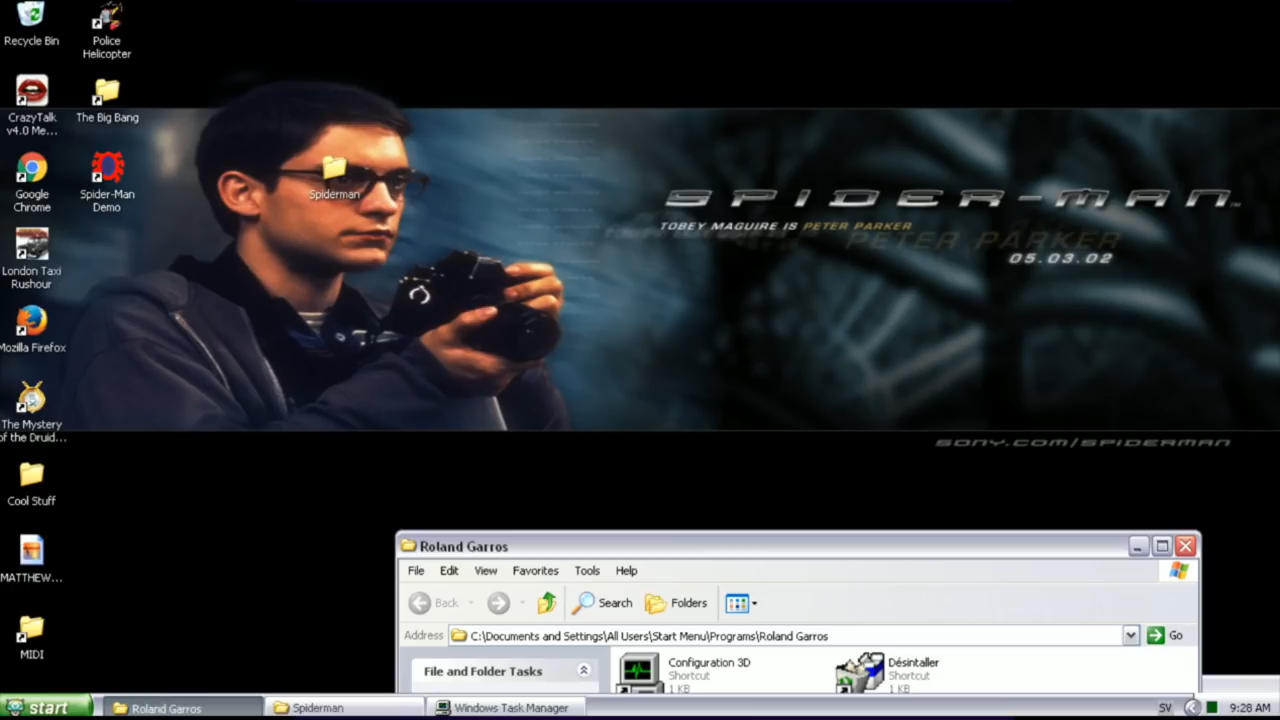 Recycle Bin
Police
Helicopter
CrazyTalk
v4.0 Me...
The Big Bang
Google
Chrome
Spider-Man
Demo
Spiderman
London Taxi
Rushour
Mozilla Firefox
The Mystery
of the Druid...
Cool Stuff
MATTHEW...
MIDI
SPIDER-MAN™
TOBEY MAGUIRE IS PETER PARKER
PETER PARKER
05.03.02
SONY.COM/SPIDERMAN
Roland Garros
File Edit View Favorites Tools Help
Back Search Folders
Address C:\Documents and Settings\All Users\Start Menu\Programs\Roland Garros Go
File and Folder Tasks
Configuration 3D
Shortcut
1 KB
Désintaller
Shortcut
1 KB
start Roland Garros Spiderman Windows Task Manager SV 9:28 AM